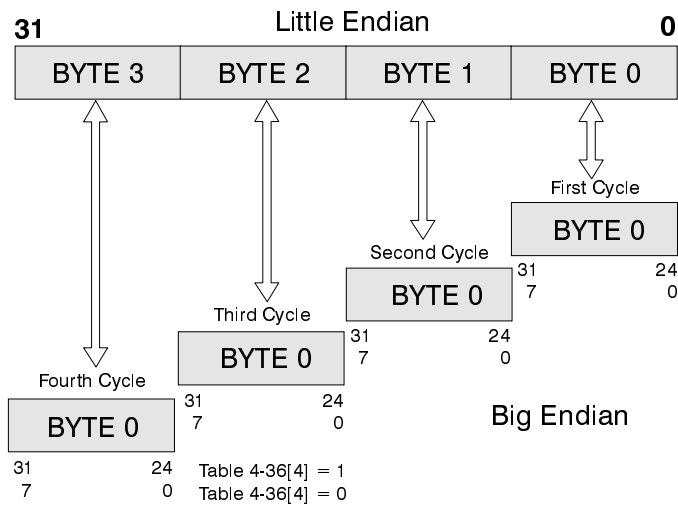 Little Endian
31 0
BYTE 3 BYTE 2 BYTE 1 BYTE 0
First Cycle
BYTE 0
31 24
7 0
Second Cycle
BYTE 0
31 24
7 0
Third Cycle
BYTE 0
31 24
7 0
Fourth Cycle
BYTE 0
31 24
7 0
Big Endian
Table 4-36[4] = 1
Table 4-36[4] = 0